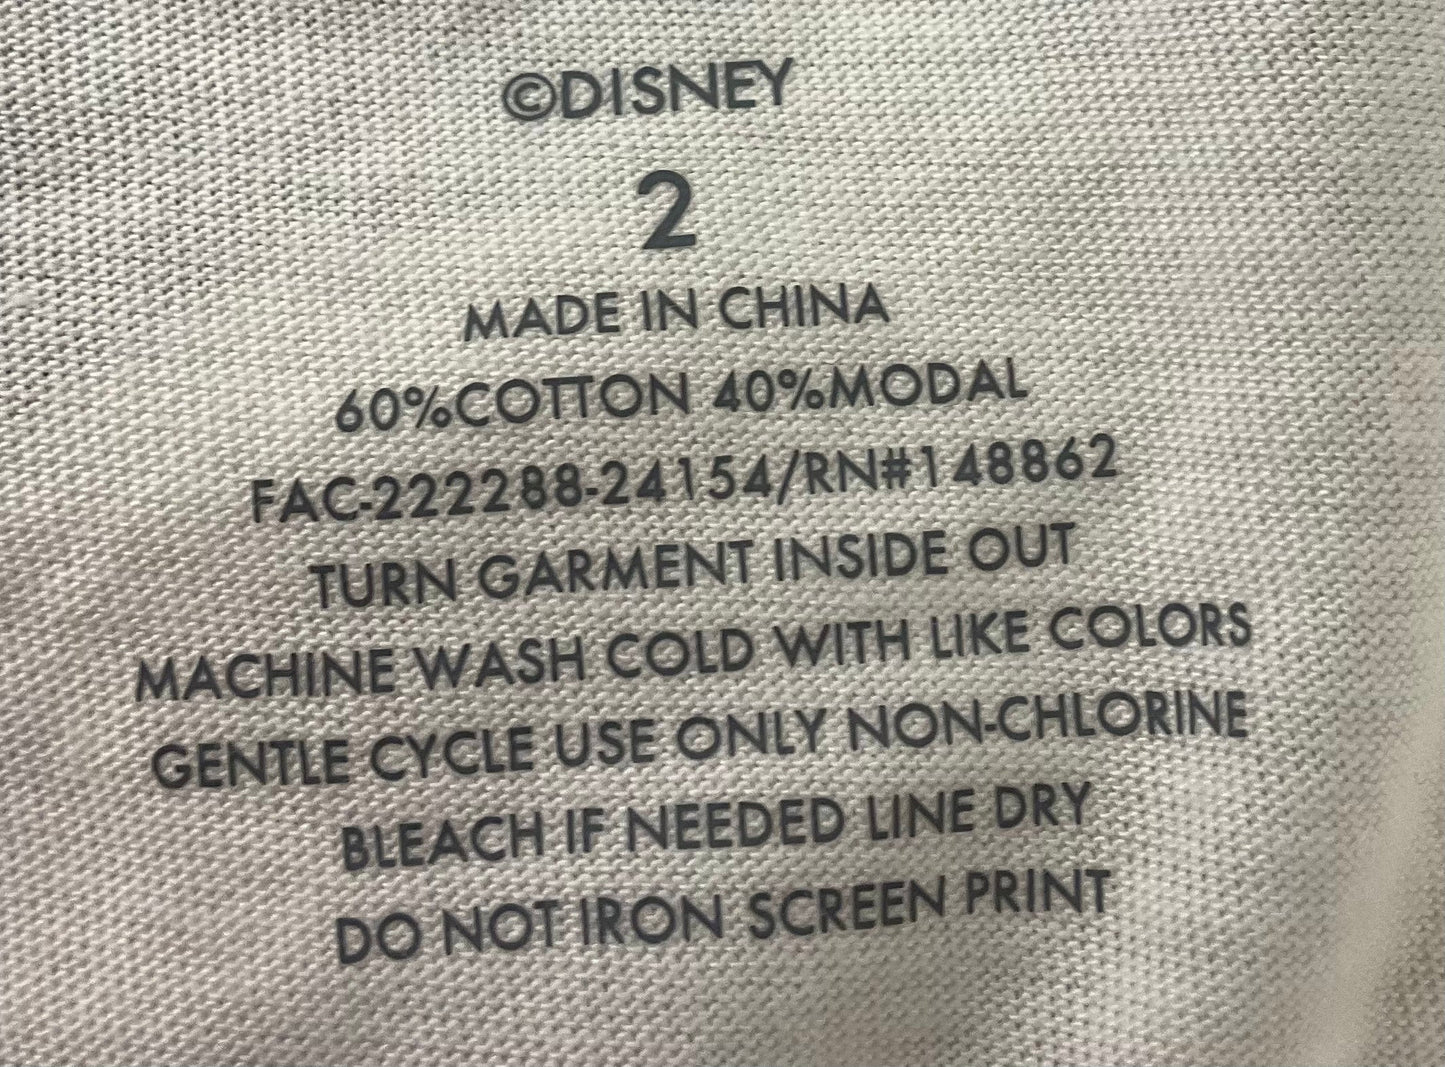 ©DISNEY
2
MADE IN CHINA
60%COTTON 40%MODAL
FAC-222288-24154/RN#148862
TURN GARMENT INSIDE OUT
MACHINE WASH COLD WITH LIKE COLORS
GENTLE CYCLE USE ONLY NON-CHLORINE
BLEACH IF NEEDED LINE DRY
DO NOT IRON SCREEN PRINT